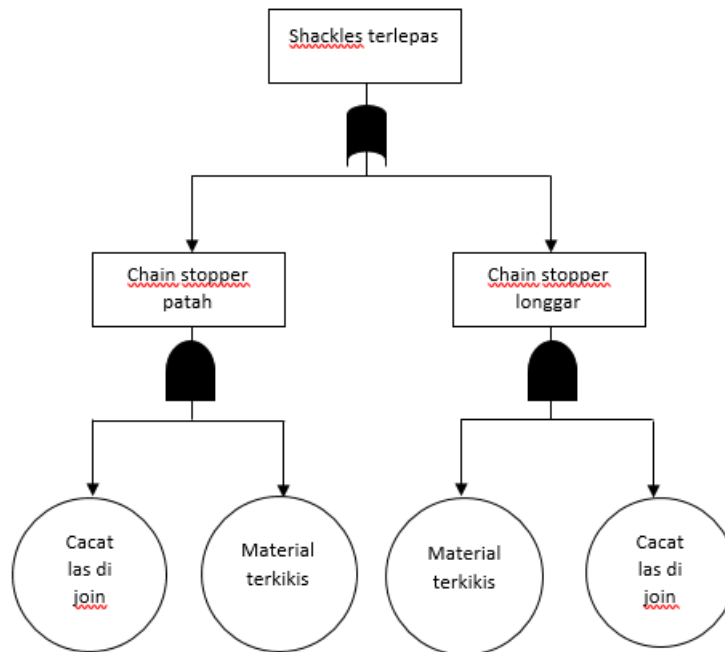 Shackles terlepas
Chain stopper
patah
Chain stopper
longgar
Cacat
las di
join
Material
terkikis
Material
terkikis
Cacat
las di
join